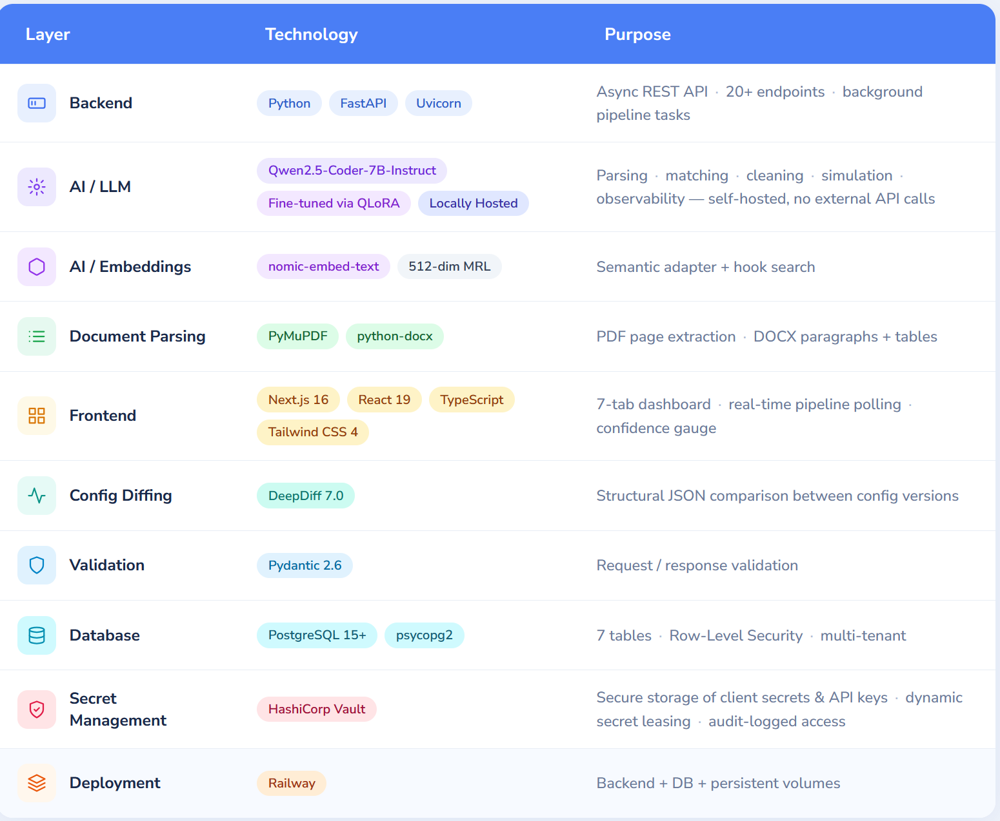 Layer Technology Purpose
Backend Python FastAPI Uvicorn Async REST API · 20+ endpoints · background
pipeline tasks
AI / LLM Qwen2.5-Coder-7B-Instruct
Fine-tuned via QLoRA Locally Hosted
Parsing · matching · cleaning · simulation ·
observability — self-hosted, no external API calls
AI / Embeddings nomic-embed-text 512-dim MRL Semantic adapter + hook search
Document Parsing PyMuPDF python-docx PDF page extraction · DOCX paragraphs + tables
Frontend Next.js 16 React 19 TypeScript
Tailwind CSS 4
7-tab dashboard · real-time pipeline polling ·
confidence gauge
Config Diffing DeepDiff 7.0 Structural JSON comparison between config versions
Validation Pydantic 2.6 Request / response validation
Database PostgreSQL 15+ psycopg2 7 tables · Row-Level Security · multi-tenant
Secret
Management
HashiCorp Vault
Secure storage of client secrets & API keys · dynamic
secret leasing · audit-logged access
Deployment Railway Backend + DB + persistent volumes